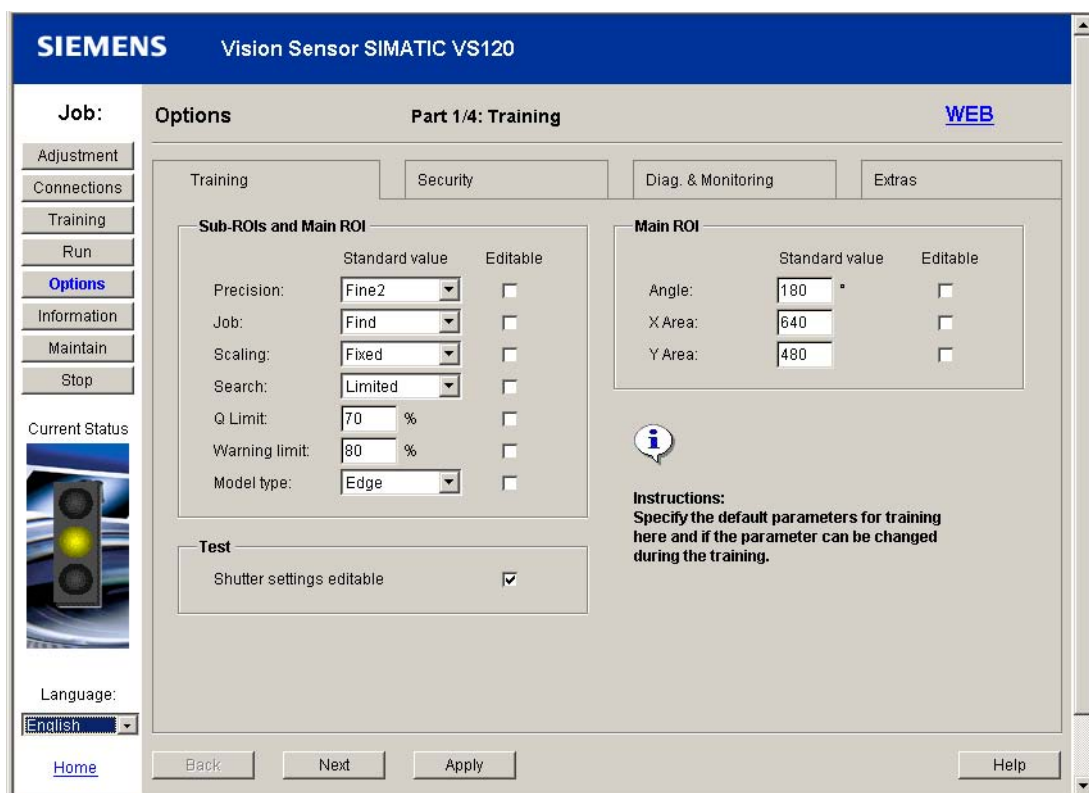 SIEMENS Vision Sensor SIMATIC VS120
Job:
Adjustment
Connections
Training
Run
Options
Information
Maintain
Stop
Current Status
Language:
English
Home
Options Part 1/4: Training WEB
Training Security Diag. & Monitoring Extras
Sub-ROIs and Main ROI
Standard value Editable
Precision: Fine2
Job: Find
Scaling: Fixed
Search: Limited
Q Limit: 70 %
Warning limit: 80 %
Model type: Edge
Test
Shutter settings editable
Main ROI
Standard value Editable
Angle: 180 °
X Area: 640
Y Area: 480
i
Instructions:
Specify the default parameters for training
here and if the parameter can be changed
during the training.
Back Next Apply Help